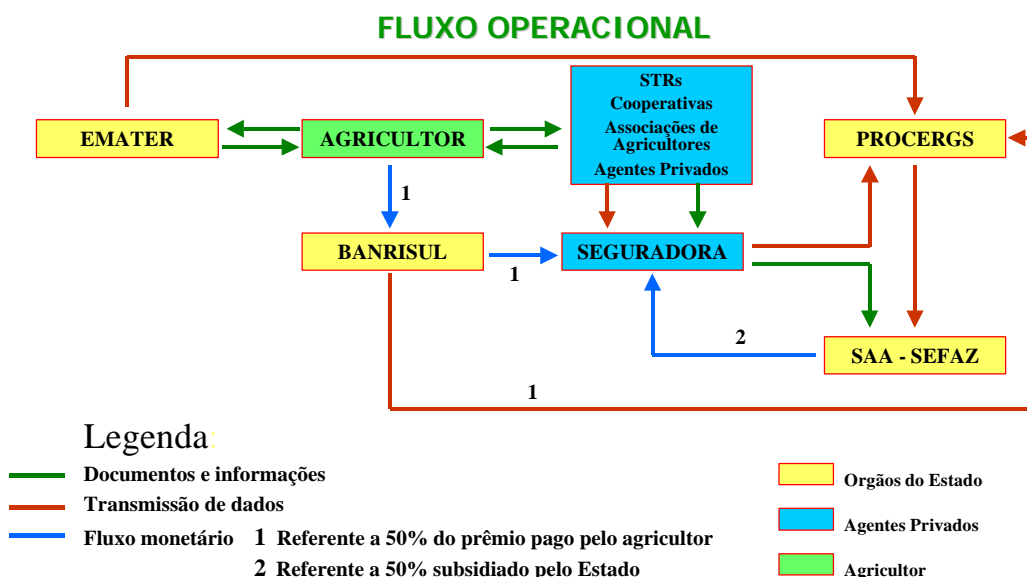 FLUXO OPERACIONAL
STRs
Cooperativas
Associações de
Agricultores
Agentes Privados
EMATER
AGRICULTOR
PROCERGS
1
BANRISUL
SEGURADORA
1
2
SAA - SEFAZ
1
Legenda:
Documentos e informações
Transmissão de dados
Fluxo monetário
1 Referente a 50% do prêmio pago pelo agricultor
2 Referente a 50% subsidiado pelo Estado
Orgãos do Estado
Agentes Privados
Agricultor